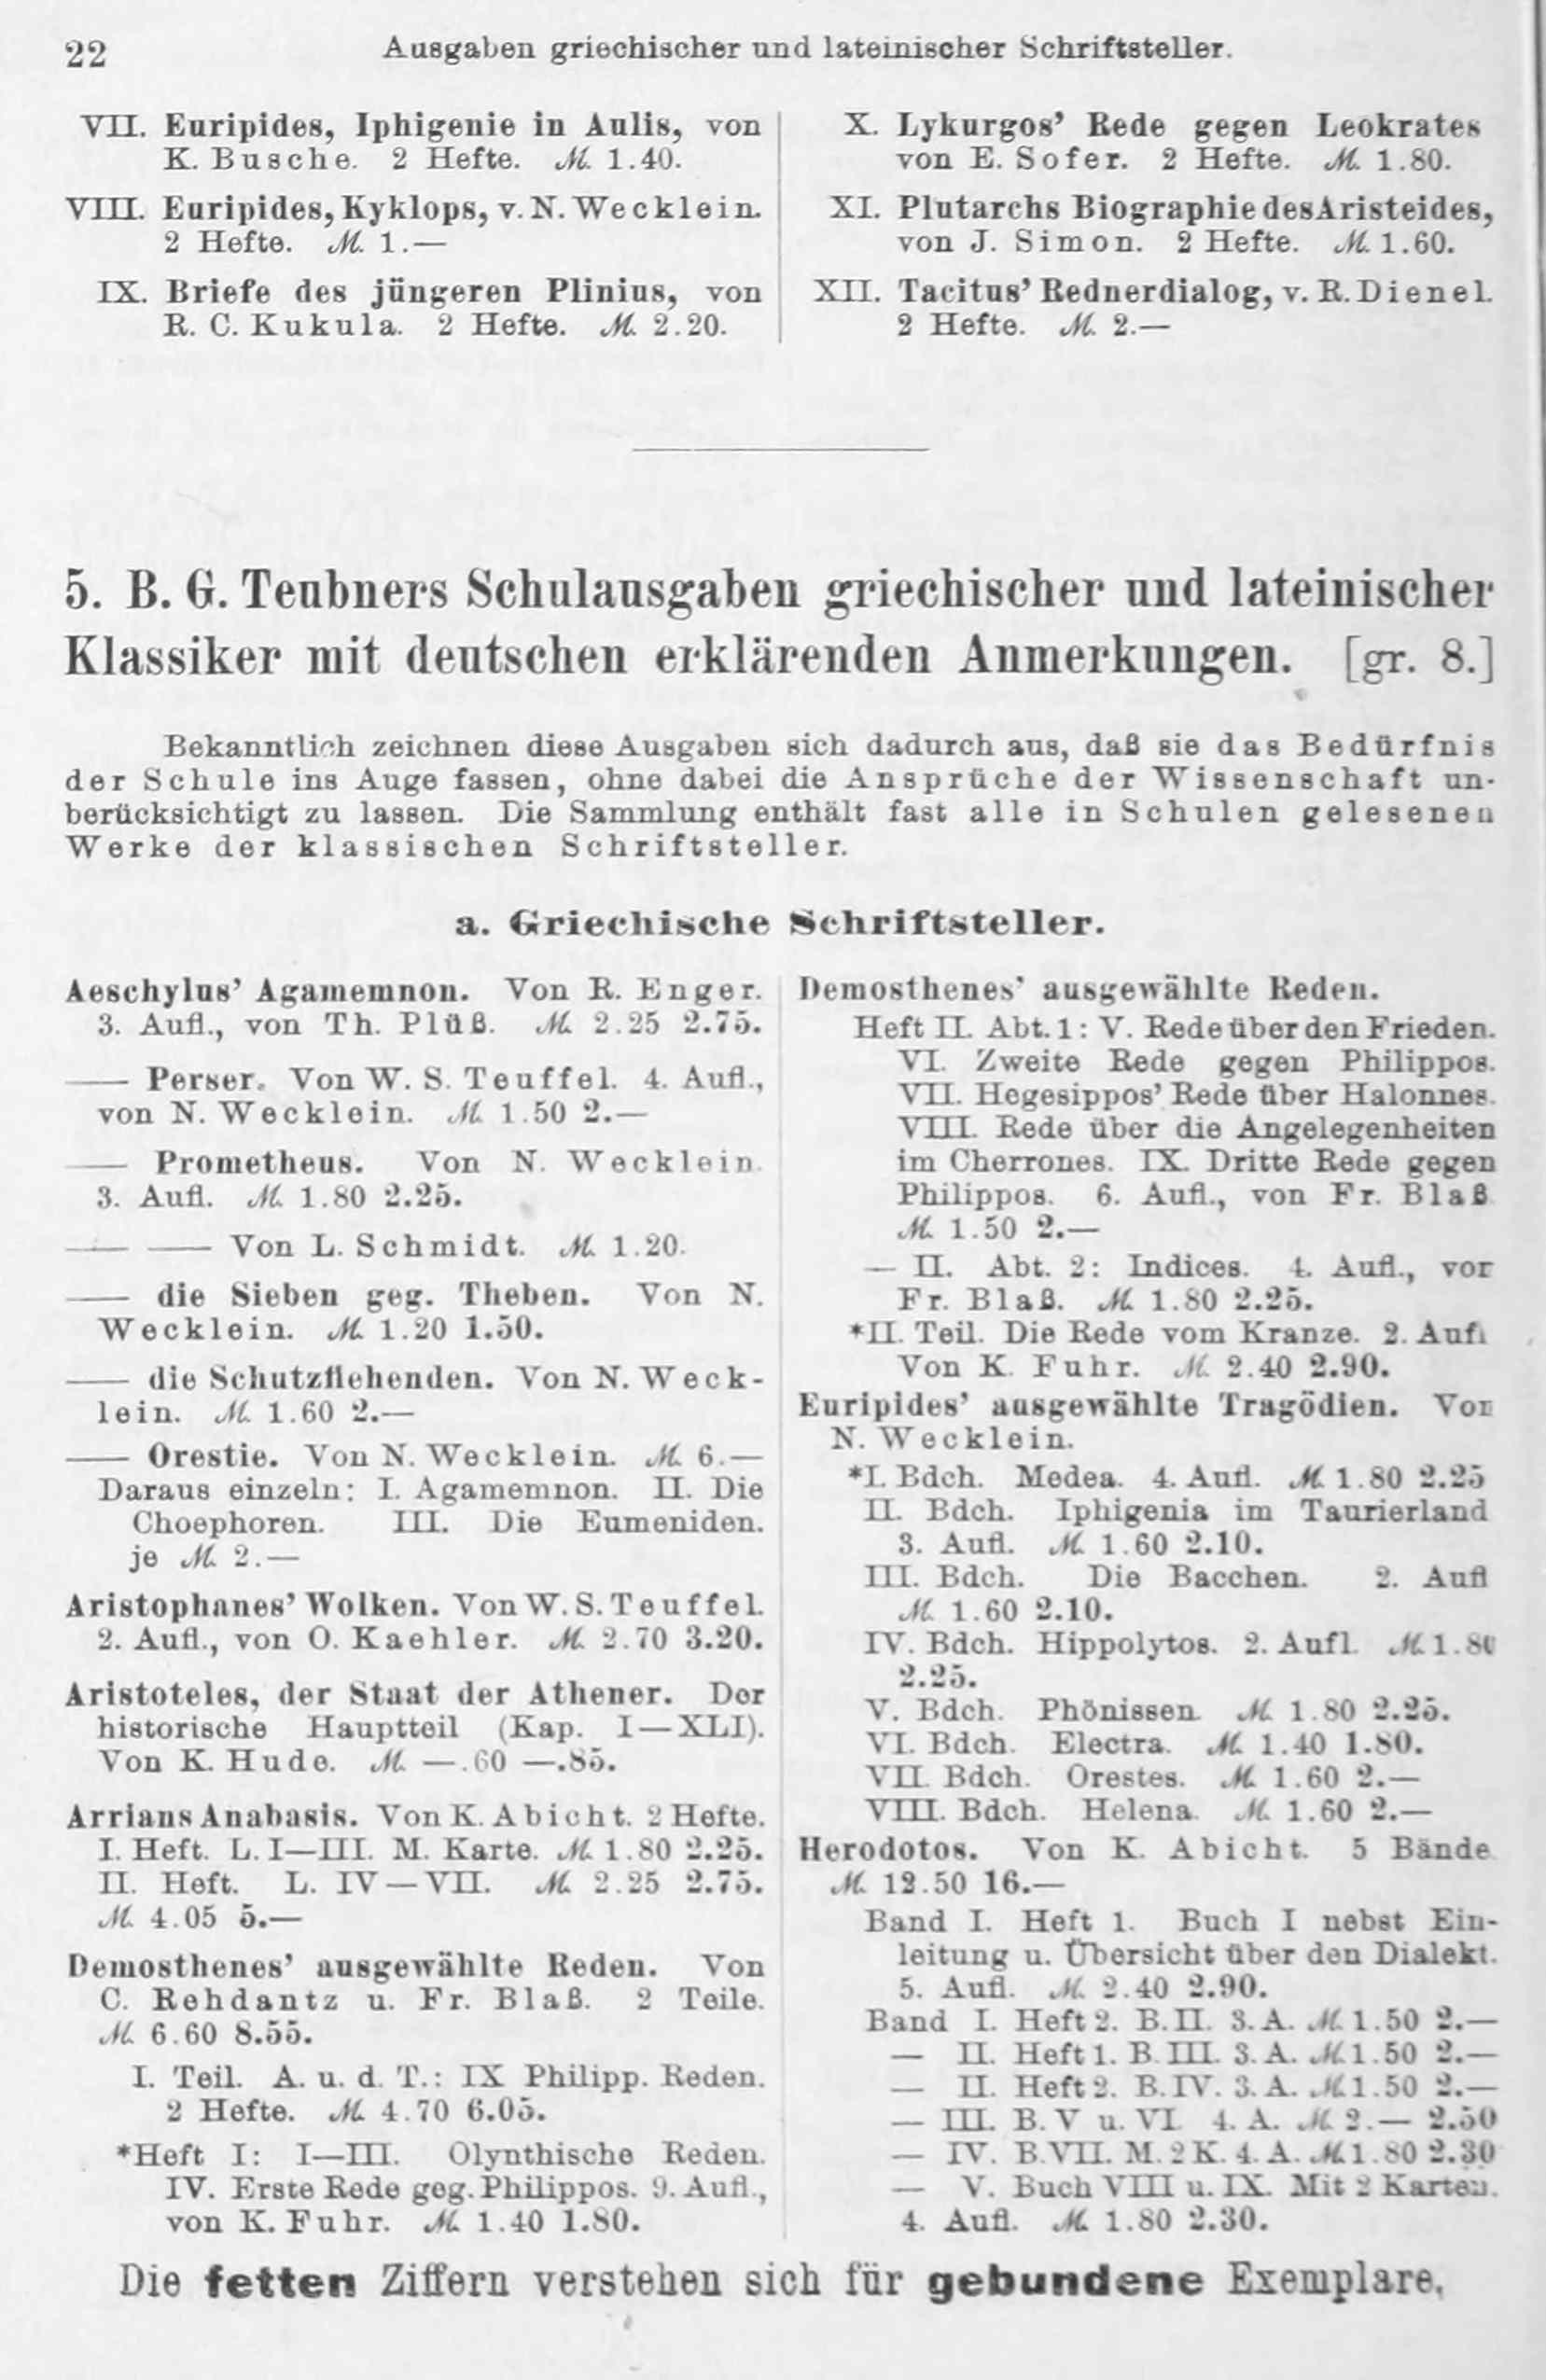 22
Ausgaben griechischer und lateinischer Schriftsteller.
VII. Euripides, Iphigenie in Aulis, von
K. Busche. 2 Hefte. ℳ 1.40.
VIII. Euripides, Kyklops, v. N. Wecklein.
2 Hefte. ℳ 1.—
IX. Briefe des jüngeren Plinius, von
R. C. Kukula. 2 Hefte. ℳ 2.20.
X. Lykurgos' Rede gegen Leokrates
von E. Sofer. 2 Hefte. ℳ 1.80.
XI. Plutarchs Biographie des Aristeides,
von J. Simon. 2 Hefte. ℳ 1.60.
XII. Tacitus' Rednerdialog, v. R. Dienel.
2 Hefte. ℳ 2.—
5. B. G. Teubners Schulausgaben griechischer und lateinischer
Klassiker mit deutschen erklärenden Anmerkungen. [gr. 8.]
Bekanntlich zeichnen diese Ausgaben sich dadurch aus, daß sie das Bedürfnis
der Schule ins Auge fassen, ohne dabei die Ansprüche der Wissenschaft un-
berücksichtigt zu lassen. Die Sammlung enthält fast alle in Schulen gelesenen
Werke der klassischen Schriftsteller.
a. Griechische Schriftsteller.
Aeschylus' Agamemnon. Von R. Enger.
3. Aufl., von Th. Plüß. ℳ 2.25 2.75.
—— Perser. Von W. S. Teuffel. 4. Aufl.,
von N. Wecklein. ℳ 1.50 2.—
—— Prometheus. Von N. Wecklein.
3. Aufl. ℳ 1.80 2.25.
—— —— Von L. Schmidt. ℳ 1.20.
—— die Sieben geg. Theben. Von N.
Wecklein. ℳ 1.20 1.50.
—— die Schutzflehenden. Von N. Weck-
lein. ℳ 1.60 2.—
—— Orestie. Von N. Wecklein. ℳ 6.—
Daraus einzeln: I. Agamemnon. II. Die
Choephoren. III. Die Eumeniden.
je ℳ 2.—
Aristophanes' Wolken. Von W. S. Teuffel.
2. Aufl., von O. Kaehler. ℳ 2.70 3.20.
Aristoteles, der Staat der Athener. Der
historische Hauptteil (Kap. I—XLI).
Von K. Hude. ℳ —.60 —.85.
Arrians Anabasis. Von K. Abicht. 2 Hefte.
I. Heft. L. I—III. M. Karte. ℳ 1.80 2.25.
II. Heft. L. IV—VII. ℳ 2.25 2.75.
ℳ 4.05 5.—
Demosthenes' ausgewählte Reden. Von
C. Rehdantz u. Fr. Blaß. 2 Teile.
ℳ 6.60 8.55.
I. Teil. A. u. d. T.: IX Philipp. Reden.
2 Hefte. ℳ 4.70 6.05.
*Heft I: I—III. Olynthische Reden.
IV. Erste Rede geg. Philippos. 9. Aufl.,
von K. Fuhr. ℳ 1.40 1.80.
Demosthenes' ausgewählte Reden.
Heft II. Abt. 1: V. Rede über den Frieden.
VI. Zweite Rede gegen Philippos.
VII. Hegesippos' Rede über Halonnes.
VIII. Rede über die Angelegenheiten
im Cherrones. IX. Dritte Rede gegen
Philippos. 6. Aufl., von Fr. Blaß
ℳ 1.50 2.—
— II. Abt. 2: Indices. 4. Aufl., vor
Fr. Blaß. ℳ 1.80 2.25.
*II. Teil. Die Rede vom Kranze. 2. Aufl
Von K. Fuhr. ℳ 2.40 2.90.
Euripides' ausgewählte Tragödien. Vor
N. Wecklein.
*I. Bdch. Medea. 4. Aufl. ℳ 1.80 2.25
II. Bdch. Iphigenia im Taurierland
3. Aufl. ℳ 1.60 2.10.
III. Bdch. Die Bacchen. 2. Aufl
ℳ 1.60 2.10.
IV. Bdch. Hippolytos. 2. Aufl. ℳ 1.80
2.25.
V. Bdch. Phönissen. ℳ 1.80 2.25.
VI. Bdch. Electra. ℳ 1.40 1.80.
VII. Bdch. Orestes. ℳ 1.60 2.—
VIII. Bdch. Helena. ℳ 1.60 2.—
Herodotos. Von K. Abicht. 5 Bände
ℳ 12.50 16.—
Band I. Heft 1. Buch I nebst Ein-
leitung u. Übersicht über den Dialekt.
5. Aufl. ℳ 2.40 2.90.
Band I. Heft 2. B. II. 3. A. ℳ 1.50 2.—
— II. Heft 1. B. III. 3. A. ℳ 1.50 2.—
— II. Heft 2. B. IV. 3. A. ℳ 1.50 2.—
— III. B. V u. VI. 4. A. ℳ 2.— 2.50
— IV. B. VII. M. 2 K. 4. A. ℳ 1.80 2.30
— V. Buch VIII u. IX. Mit 2 Karten.
4. Aufl. ℳ 1.80 2.30.
Die fetten Ziffern verstehen sich für gebundene Exemplare.